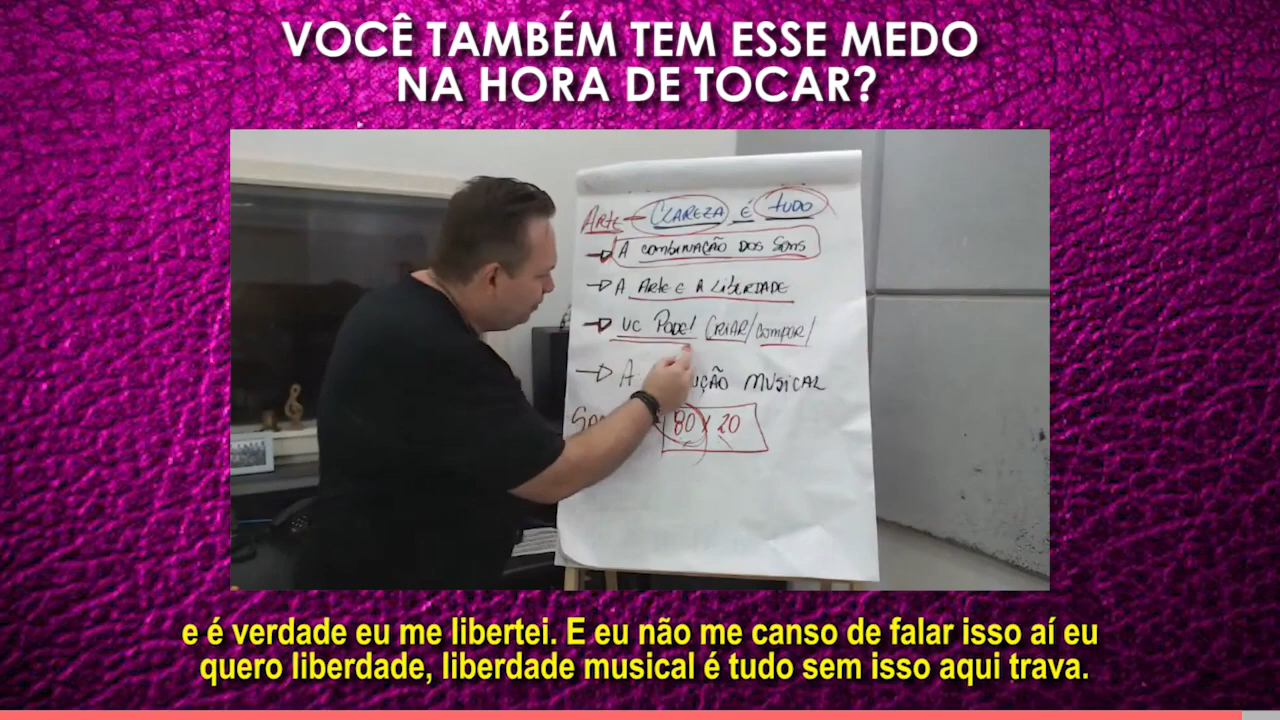 VOCÊ TAMBÉM TEM ESSE MEDO
NA HORA DE TOCAR?
ARTE - CLAREZA É TUDO
A COMBINAÇÃO DOS SONS
A ARTE E A LIBERDADE
VC PODE! CRIAR/COMPOR/
A UÇÃO MUSICAL
80 x 20
e é verdade eu me libertei. E eu não me canso de falar isso aí eu
quero liberdade, liberdade musical é tudo sem isso aqui trava.